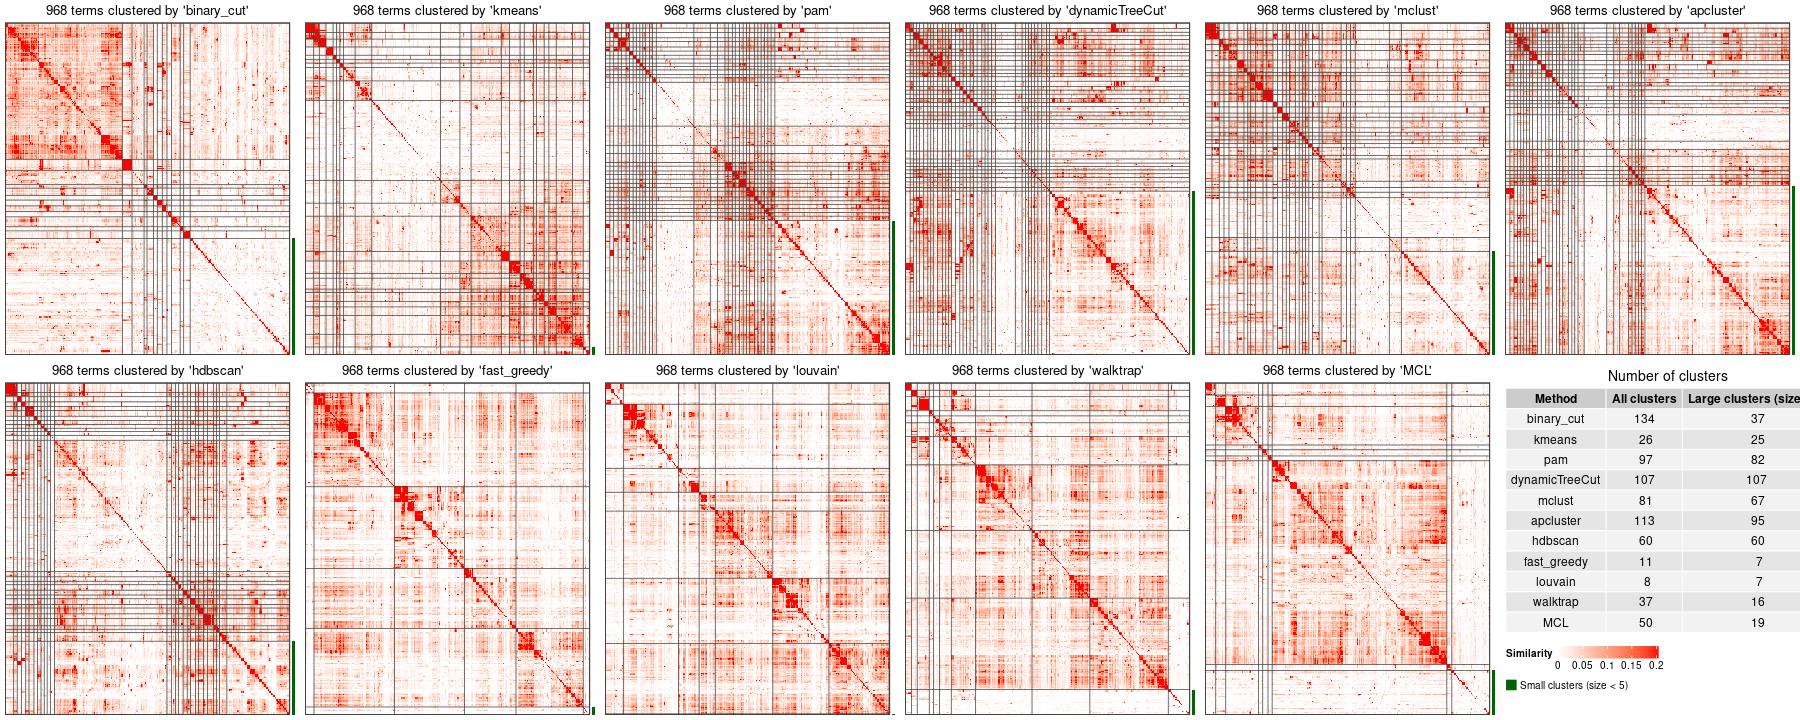 968 terms clustered by 'binary_cut'
968 terms clustered by 'kmeans'
968 terms clustered by 'pam'
968 terms clustered by 'dynamicTreeCut'
968 terms clustered by 'mclust'
968 terms clustered by 'apcluster'
968 terms clustered by 'hdbscan'
968 terms clustered by 'fast_greedy'
968 terms clustered by 'louvain'
968 terms clustered by 'walktrap'
968 terms clustered by 'MCL'
Number of clusters
Method All clusters Large clusters (size
binary_cut 134 37
kmeans 26 25
pam 97 82
dynamicTreeCut 107 107
mclust 81 67
apcluster 113 95
hdbscan 60 60
fast_greedy 11 7
louvain 8 7
walktrap 37 16
MCL 50 19
Similarity
0 0.05 0.1 0.15 0.2
Small clusters (size < 5)